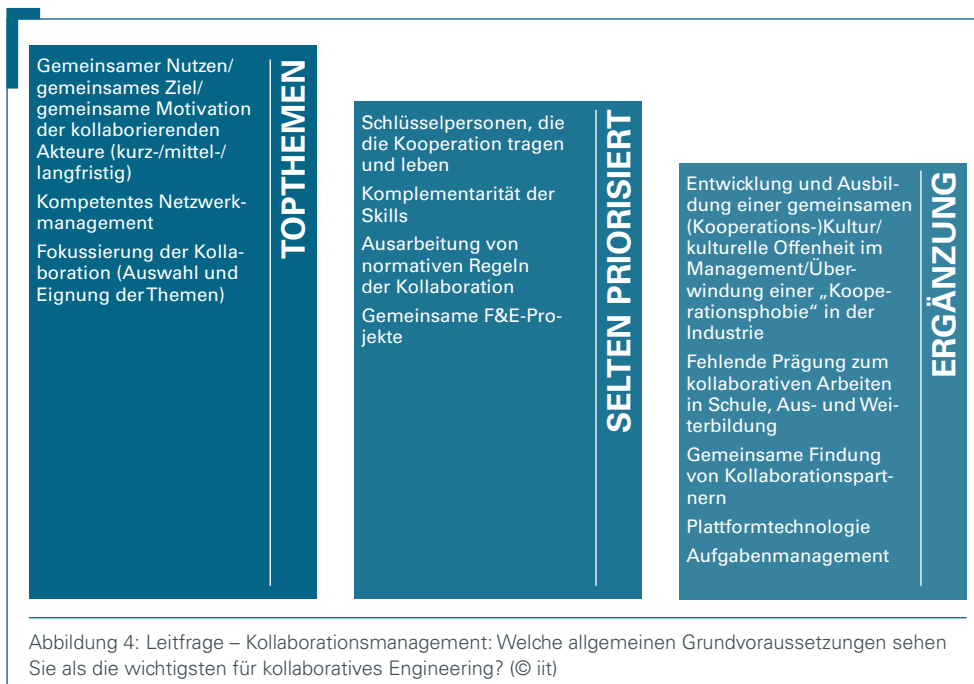 Gemeinsamer Nutzen/
gemeinsames Ziel/
gemeinsame Motivation
der kollaborierenden
Akteure (kurz-/mittel-/
langfristig)
Kompetentes Netzwerk-
management
Fokussierung der Kolla-
boration (Auswahl und
Eignung der Themen)
TOPTHEMEN
Schlüsselpersonen, die
die Kooperation tragen
und leben
Komplementarität der
Skills
Ausarbeitung von
normativen Regeln
der Kollaboration
Gemeinsame F&E-Pro-
jekte
SELTEN PRIORISIERT
Entwicklung und Ausbil-
dung einer gemeinsamen
(Kooperations-)Kultur/
kulturelle Offenheit im
Management/Über-
windung einer „Koope-
rationsphobie“ in der
Industrie
Fehlende Prägung zum
kollaborativen Arbeiten
in Schule, Aus- und Wei-
terbildung
Gemeinsame Findung
von Kollaborationspart-
nern
Plattformtechnologie
Aufgabenmanagement
ERGÄNZUNG
Abbildung 4: Leitfrage – Kollaborationsmanagement: Welche allgemeinen Grundvoraussetzungen sehen
Sie als die wichtigsten für kollaboratives Engineering? (© iit)